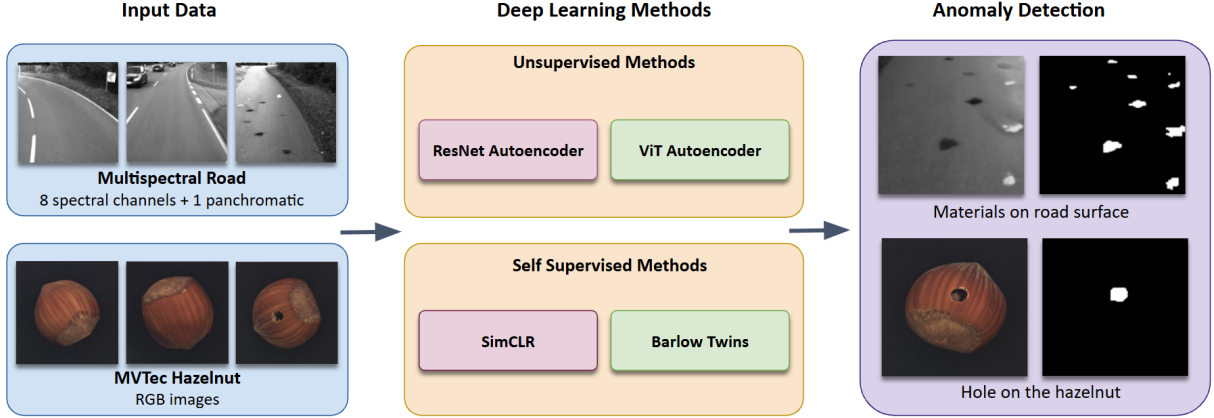 Input Data
Deep Learning Methods
Anomaly Detection
Multispectral Road
8 spectral channels + 1 panchromatic
MVTec Hazelnut
RGB images
Unsupervised Methods
ResNet Autoencoder
ViT Autoencoder
Self Supervised Methods
SimCLR
Barlow Twins
Materials on road surface
Hole on the hazelnut